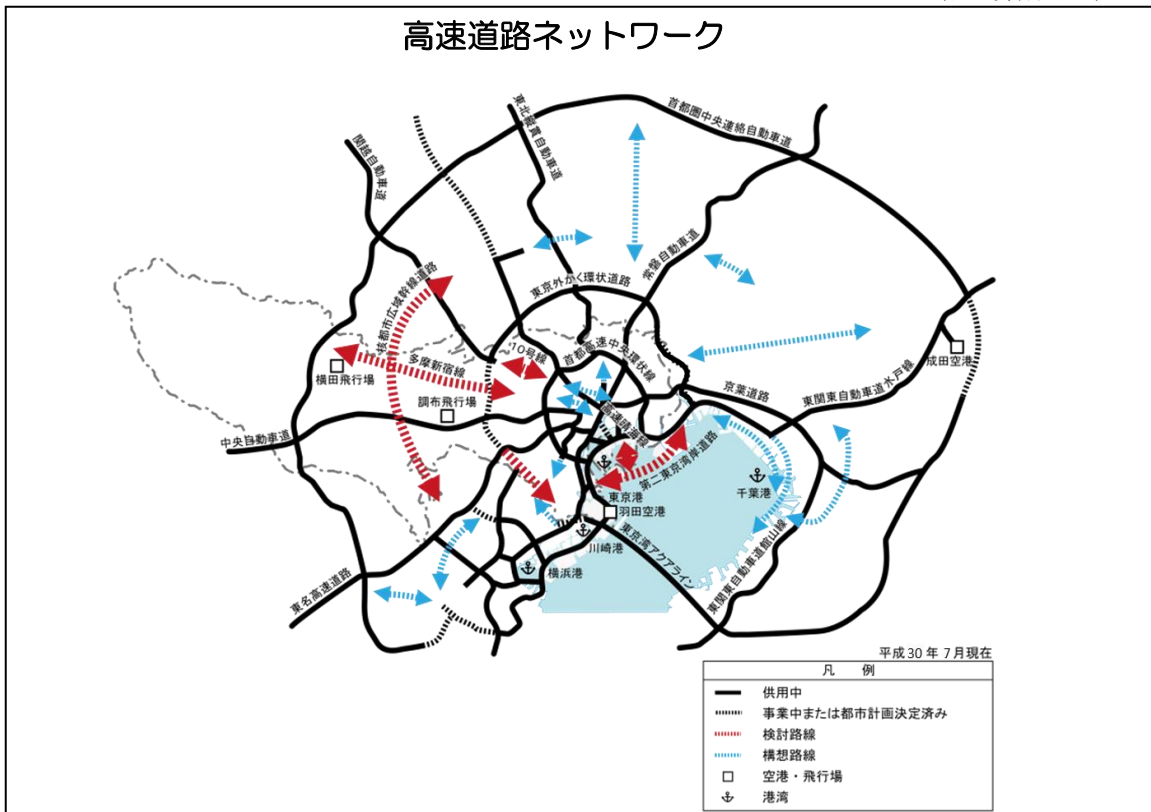 高速道路ネットワーク
首都圏中央連絡自動車道
東北縦貫自動車道
関越自動車道
常磐自動車道
東京外かく環状道路
核都市広域幹線道路
10号線
首都高速中央環状線
多摩新宿線
横田飛行場
調布飛行場
中央自動車道
高速晴海線
京葉道路
東関東自動車道水戸線
成田空港
第二東京湾岸道路
千葉港
東京港
羽田空港
川崎港
横浜港
東京湾アクアライン
東関東自動車道館山線
東名高速道路
平成30年7月現在
凡 例
供用中
事業中または都市計画決定済み
検討路線
構想路線
空港・飛行場
港湾